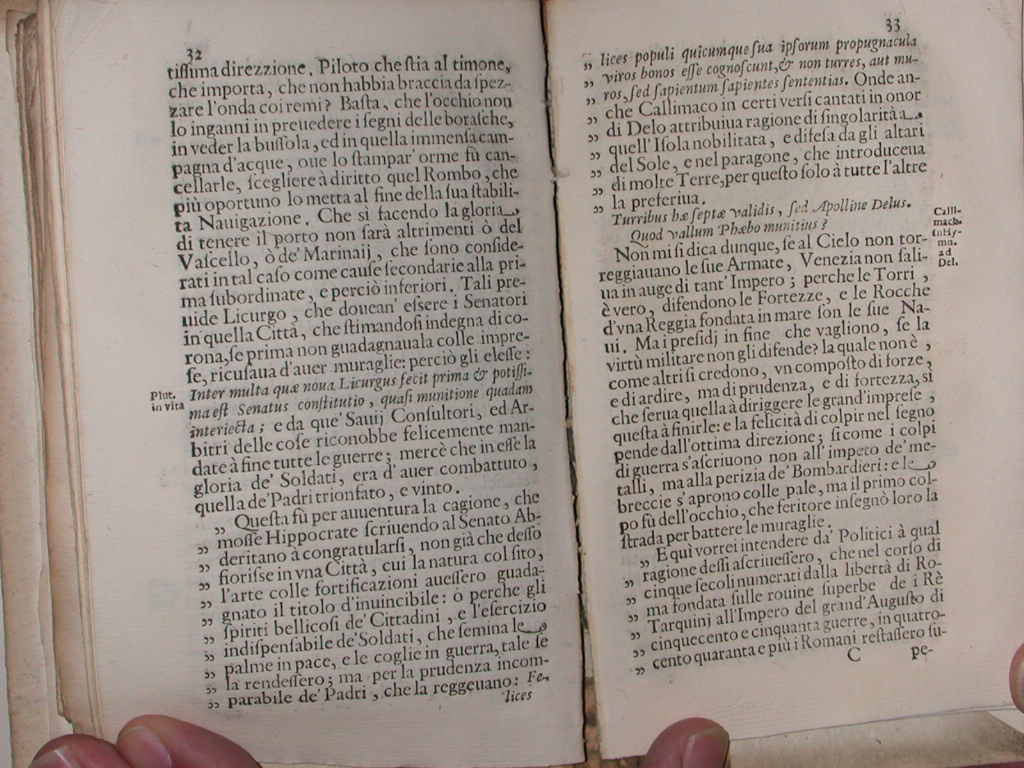 32
tissima direzzione. Piloto che stia al timone,
che importa, che non habbia braccia da spez-
zare l'onda coi remi? Basta, che l'occhio non
lo inganni in preuedere i segni delle borasche,
in veder la bussola, ed in quella immensa cam-
pagna d'acque, oue lo stampar' orme fù can-
cellarle, scegliere à diritto quel Rombo, che
più oportuno lo metta al fine della sua stabili-
ta Nauigazione. Che sì facendo la gloria
di tenere il porto non sarà altrimenti ò del
Vascello, ò de' Marinaij, che sono conside-
rati in tal caso come cause secondarie alla pri-
ma subordinate, e perciò inferiori. Tali pre-
uide Licurgo, che douean' essere i Senatori
in quella Città, che stimandosi indegna di co-
rona, se prima non guadagnauala colle impre-
se, ricusaua d'auer muraglie: perciò gli elesse:
Plut.
in vita
Inter multa quæ noua Licurgus fecit prima & potissi-
ma est Senatus constitutio, quasi munitione quadam
interiecta; e da que' Sauij Consultori, ed Ar-
bitri delle cose riconobbe felicemente man-
date à fine tutte le guerre; mercè che in esse la
gloria de' Soldati, era d'auer combattuto,
quella de' Padri trionfato, e vinto.
„ Questa fù per auuentura la cagione, che
„ mosse Hippocrate scriuendo al Senato Ab-
„ deritano à congratularsi, non già che desso
„ fiorisse in vna Città, cui la natura col sito,
„ l'arte colle fortificazioni auessero guada-
„ gnato il titolo d'inuincibile: ò perche gli
„ spiriti bellicosi de' Cittadini, e l'esercizio
„ indispensabile de' Soldati, che semina le
„ palme in pace, e le coglie in guerra, tale se
„ la rendessero; ma per la prudenza incom-
„ parabile de' Padri, che la reggeuano: Fe-
lices
33
„ lices populi quicumque sua ipsorum propugnacula
„ viros bonos esse cognoscunt, & non turres, aut mu-
„ ros, sed sapientum sapientes sententias. Onde an-
„ che Callimaco in certi versi cantati in onor
„ di Delo attribuiua ragione di singolarità a
„ quell'Isola nobilitata, e difesa da gli altari
„ del Sole, e nel paragone, che introduceua
„ di molte Terre, per questo solo à tutte l'altre
„ la preferiua.
Turribus hæ septæ validis, sed Apolline Delus.
Quod vallum Phæbo munitius?
Callimach.
ad
Del.
Non mi si dica dunque, se al Cielo non tor-
reggiauano le sue Armate, Venezia non sali-
ua in auge di tant' Impero; perche le Torri,
è vero, difendono le Fortezze, e le Rocche
d'vna Reggia fondata in mare son le sue Na-
ui. Ma i presidj in fine che vagliono, se la
virtù militare non gli difende? la quale non è,
come altri si credono, vn composto di forze,
e di ardire, ma di prudenza, e di fortezza, sì
che serua quella à diriggere le grand'imprese,
questa à finirle: e la felicità di colpir nel segno
pende dall'ottima direzione; si come i colpi
di guerra s'ascriuono non all' impeto de' me-
talli, ma alla perizia de' Bombardieri: e le
breccie s'aprono colle pale, ma il primo col-
po fù dell'occhio, che feritore insegnò loro la
strada per battere le muraglie.
„ E quì vorrei intendere da' Politici à qual
„ ragione dessi ascriuessero, che nel corso di
„ cinque secoli numerati dalla libertà di Ro-
„ ma fondata sulle rouine superbe de i Rè
„ Tarquinj all'Impero del grand'Augusto di
„ cinquecento e cinquanta guerre, in quattro-
„ cento quaranta e più i Romani restassero su-
C pe-